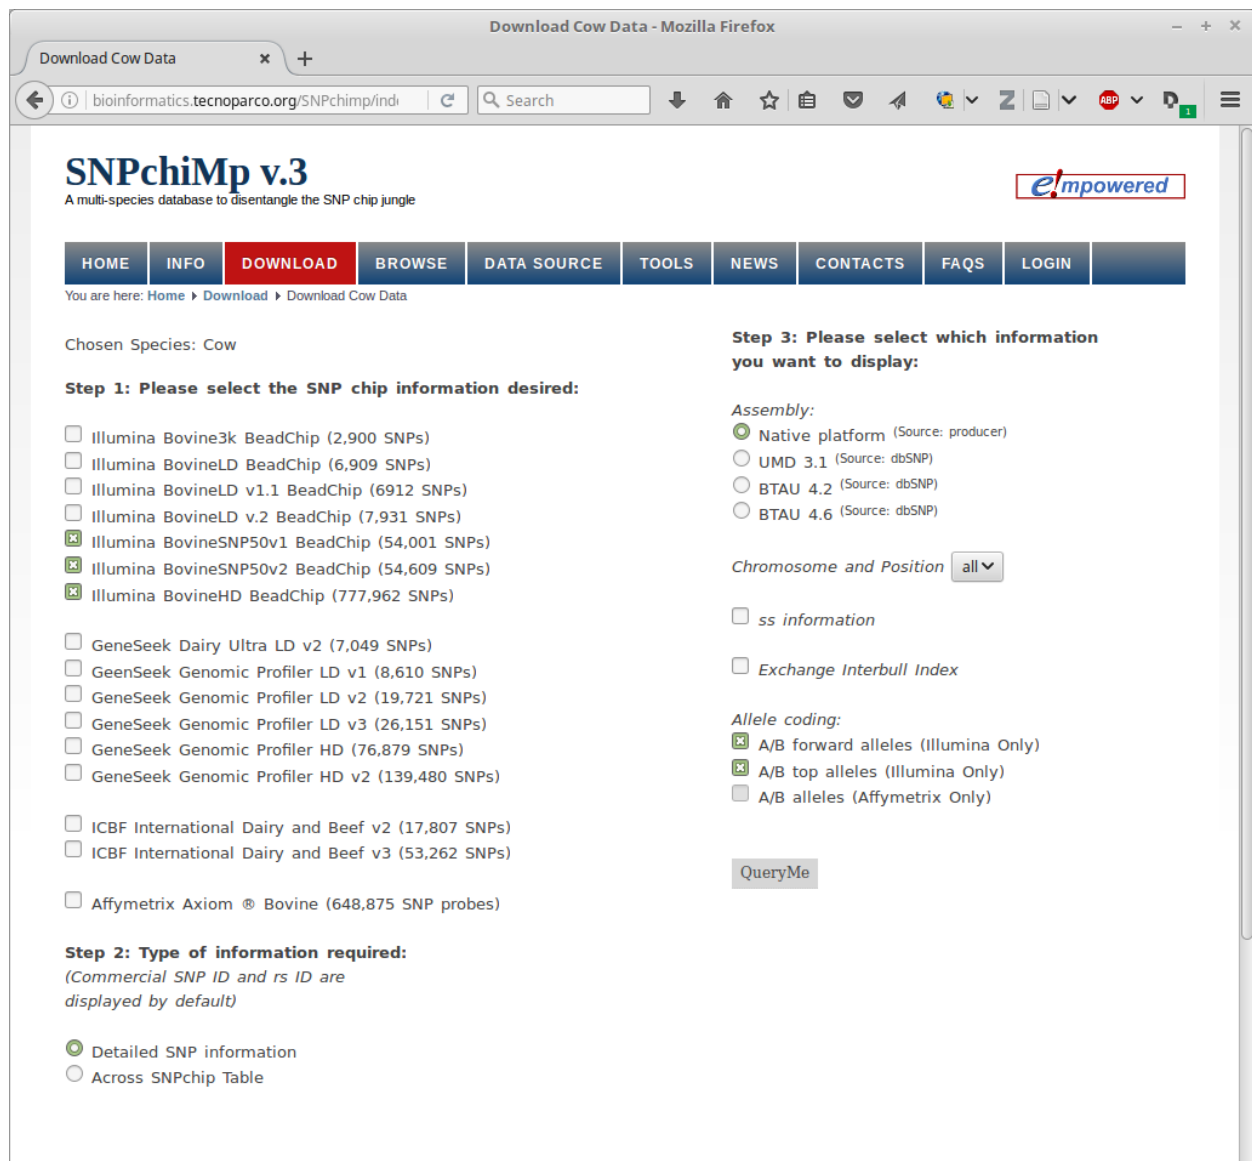 Download Cow Data - Mozilla Firefox
Download Cow Data
bioinformatics.tecnoparco.org/SNPchimp/ind
Search
ABP
1
SNPchiMp v.3
A multi-species database to disentangle the SNP chip jungle
e!mpowered
HOME INFO DOWNLOAD BROWSE DATA SOURCE TOOLS NEWS CONTACTS FAQS LOGIN
You are here: Home Download Download Cow Data
Chosen Species: Cow
Step 1: Please select the SNP chip information desired:
Illumina Bovine3k BeadChip (2,900 SNPs)
Illumina BovineLD BeadChip (6,909 SNPs)
Illumina BovineLD v1.1 BeadChip (6912 SNPs)
Illumina BovineLD v.2 BeadChip (7,931 SNPs)
Illumina BovineSNP50v1 BeadChip (54,001 SNPs)
Illumina BovineSNP50v2 BeadChip (54,609 SNPs)
Illumina BovineHD BeadChip (777,962 SNPs)
GeneSeek Dairy Ultra LD v2 (7,049 SNPs)
GeenSeek Genomic Profiler LD v1 (8,610 SNPs)
GeneSeek Genomic Profiler LD v2 (19,721 SNPs)
GeneSeek Genomic Profiler LD v3 (26,151 SNPs)
GeneSeek Genomic Profiler HD (76,879 SNPs)
GeneSeek Genomic Profiler HD v2 (139,480 SNPs)
ICBF International Dairy and Beef v2 (17,807 SNPs)
ICBF International Dairy and Beef v3 (53,262 SNPs)
Affymetrix Axiom ® Bovine (648,875 SNP probes)
Step 2: Type of information required:
(Commercial SNP ID and rs ID are
displayed by default)
Detailed SNP information
Across SNPchip Table
Step 3: Please select which information
you want to display:
Assembly:
Native platform (Source: producer)
UMD 3.1 (Source: dbSNP)
BTAU 4.2 (Source: dbSNP)
BTAU 4.6 (Source: dbSNP)
Chromosome and Position all
ss information
Exchange Interbull Index
Allele coding:
A/B forward alleles (Illumina Only)
A/B top alleles (Illumina Only)
A/B alleles (Affymetrix Only)
QueryMe